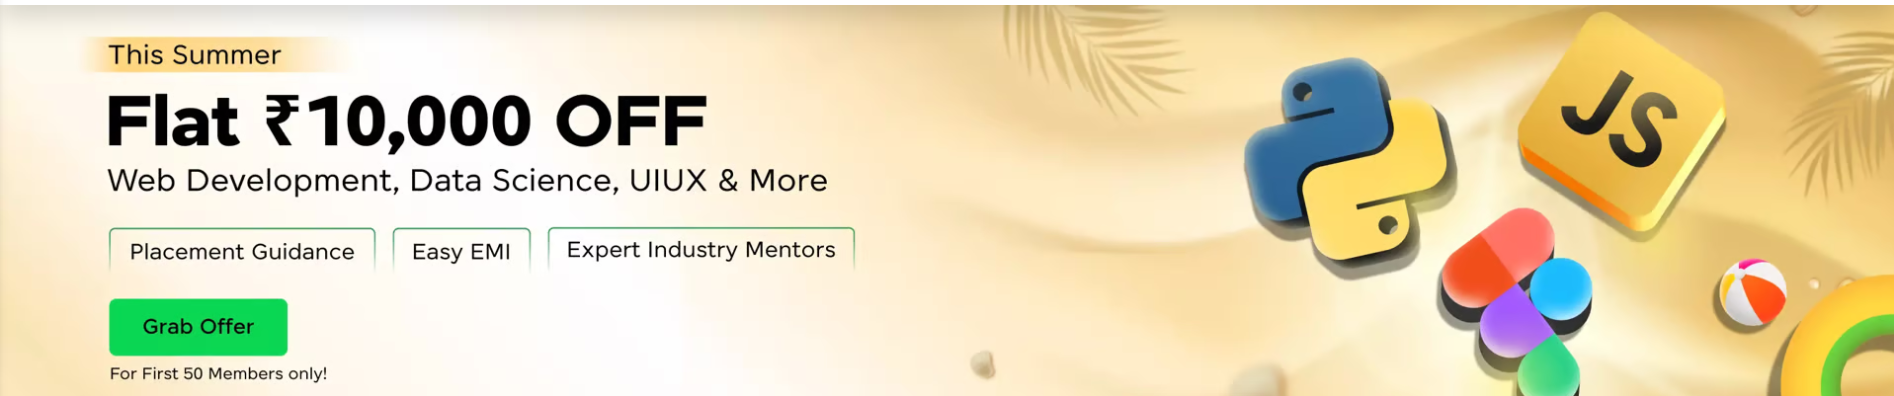 This Summer
Flat ₹10,000 OFF
Web Development, Data Science, UIUX & More
Placement Guidance
Easy EMI
Expert Industry Mentors
Grab Offer
For First 50 Members only!
JS